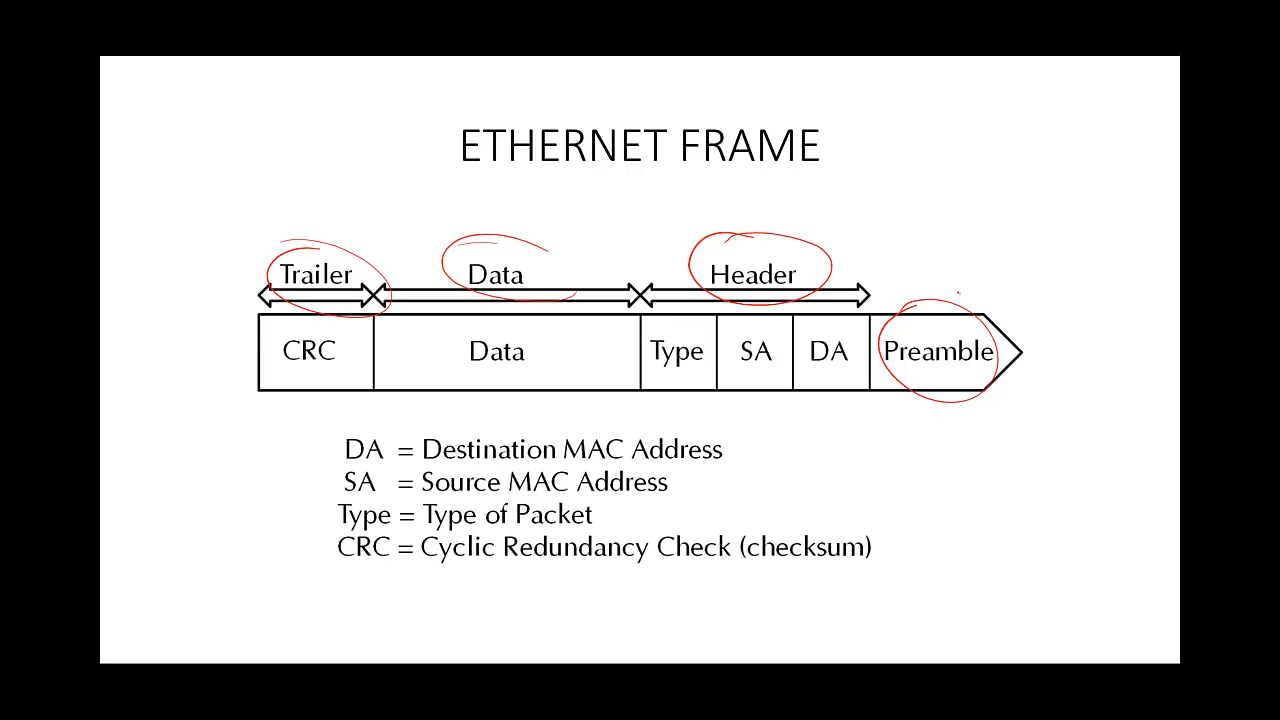 ETHERNET FRAME
Trailer Data Header
CRC Data Type SA DA Preamble
DA = Destination MAC Address
SA = Source MAC Address
Type = Type of Packet
CRC = Cyclic Redundancy Check (checksum)